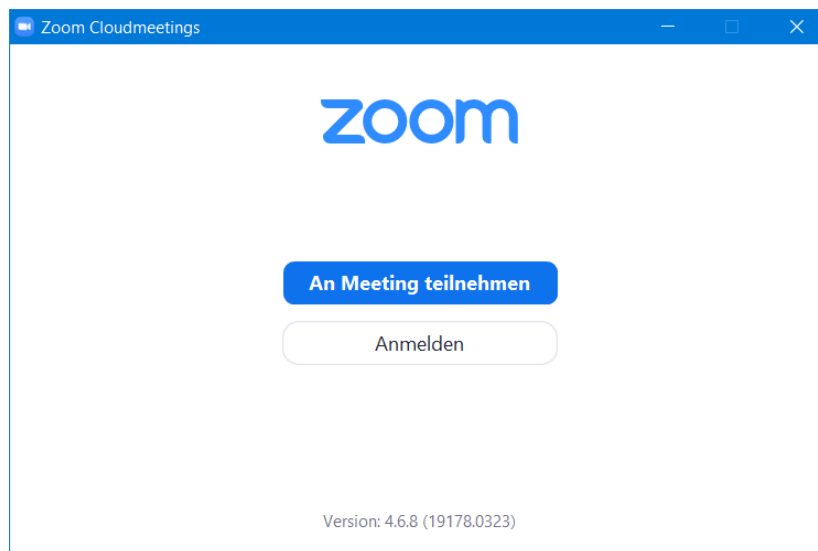 Zoom Cloudmeetings
zoom
An Meeting teilnehmen
Anmelden
Version: 4.6.8 (19178.0323)